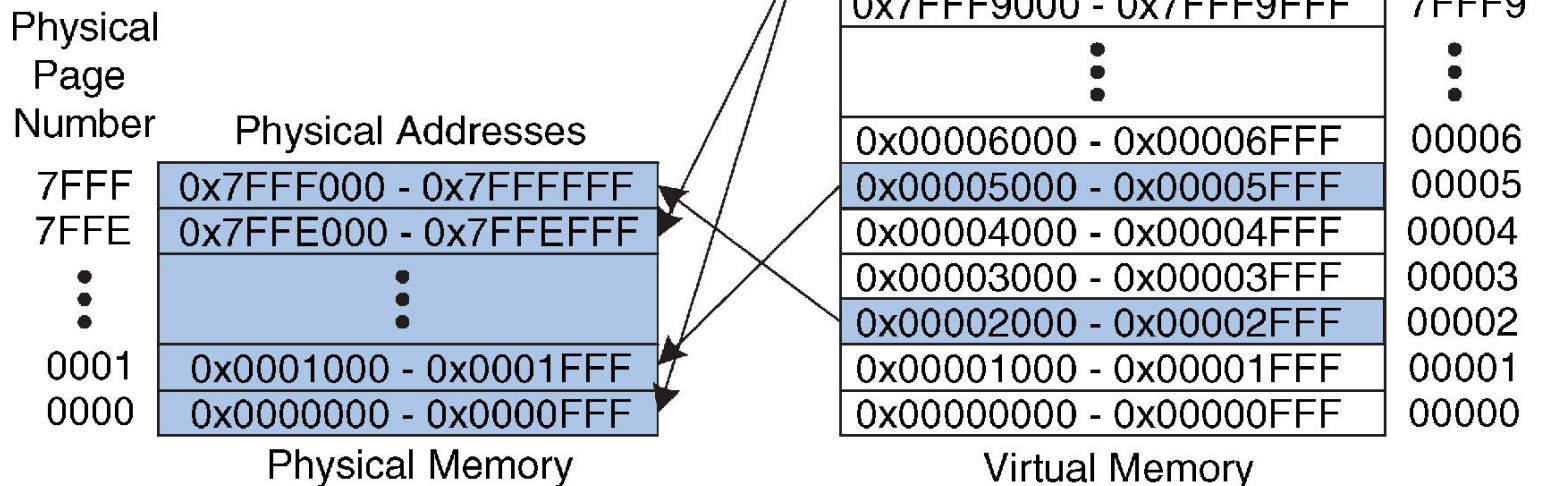 Physical
Page
Number
Physical Addresses
7FFF 0x7FFF000 - 0x7FFFFFF
7FFE 0x7FFE000 - 0x7FFEFFF
0001 0x0001000 - 0x0001FFF
0000 0x0000000 - 0x0000FFF
Physical Memory
0x7FFF9000 - 0x7FFF9FFF 7FFF9
0x00006000 - 0x00006FFF 00006
0x00005000 - 0x00005FFF 00005
0x00004000 - 0x00004FFF 00004
0x00003000 - 0x00003FFF 00003
0x00002000 - 0x00002FFF 00002
0x00001000 - 0x00001FFF 00001
0x00000000 - 0x00000FFF 00000
Virtual Memory